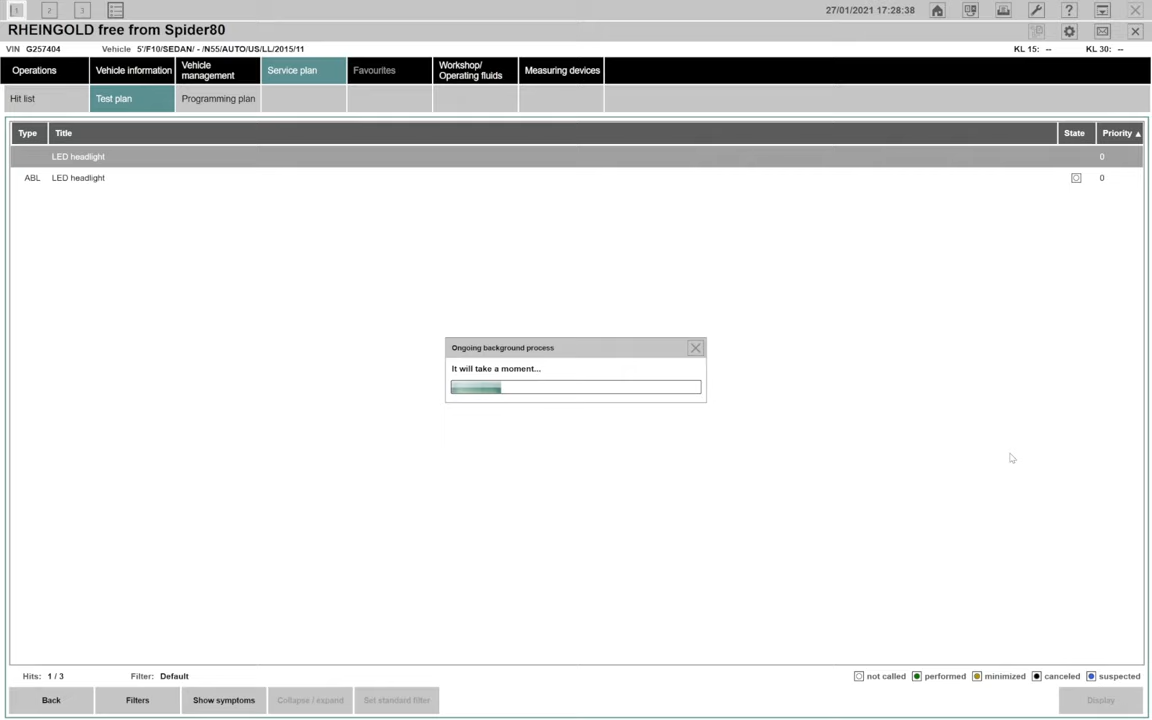 1 2 3 27/01/2021 17:28:38 ?
RHEINGOLD free from Spider80
VIN G257404 Vehicle 5'/F10/SEDAN/ - /N55/AUTO/US/LL/2015/11 KL 15: -- KL 30: --
Operations Vehicle information Vehicle management Service plan Favourites Workshop/ Operating fluids Measuring devices
Hit list Test plan Programming plan
Type Title State Priority
LED headlight 0
ABL LED headlight 0
Ongoing background process
It will take a moment...
Hits: 1 / 3 Filter: Default not called performed minimized canceled suspected
Back Filters Show symptoms Collapse / expand Set standard filter Display